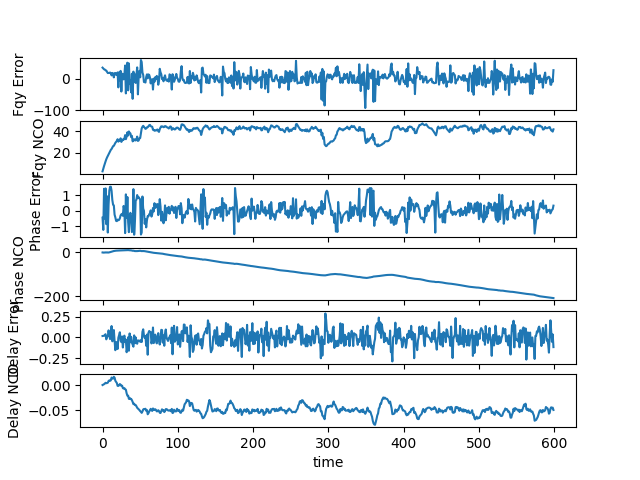 Fqy Error
0
−100
Fqy NCO
40
20
Phase Error
1
0
−1
Phase NCO
0
−200
Delay Error
0.25
0.00
−0.25
Delay NCO
0.00
−0.05
0 100 200 300 400 500 600
time